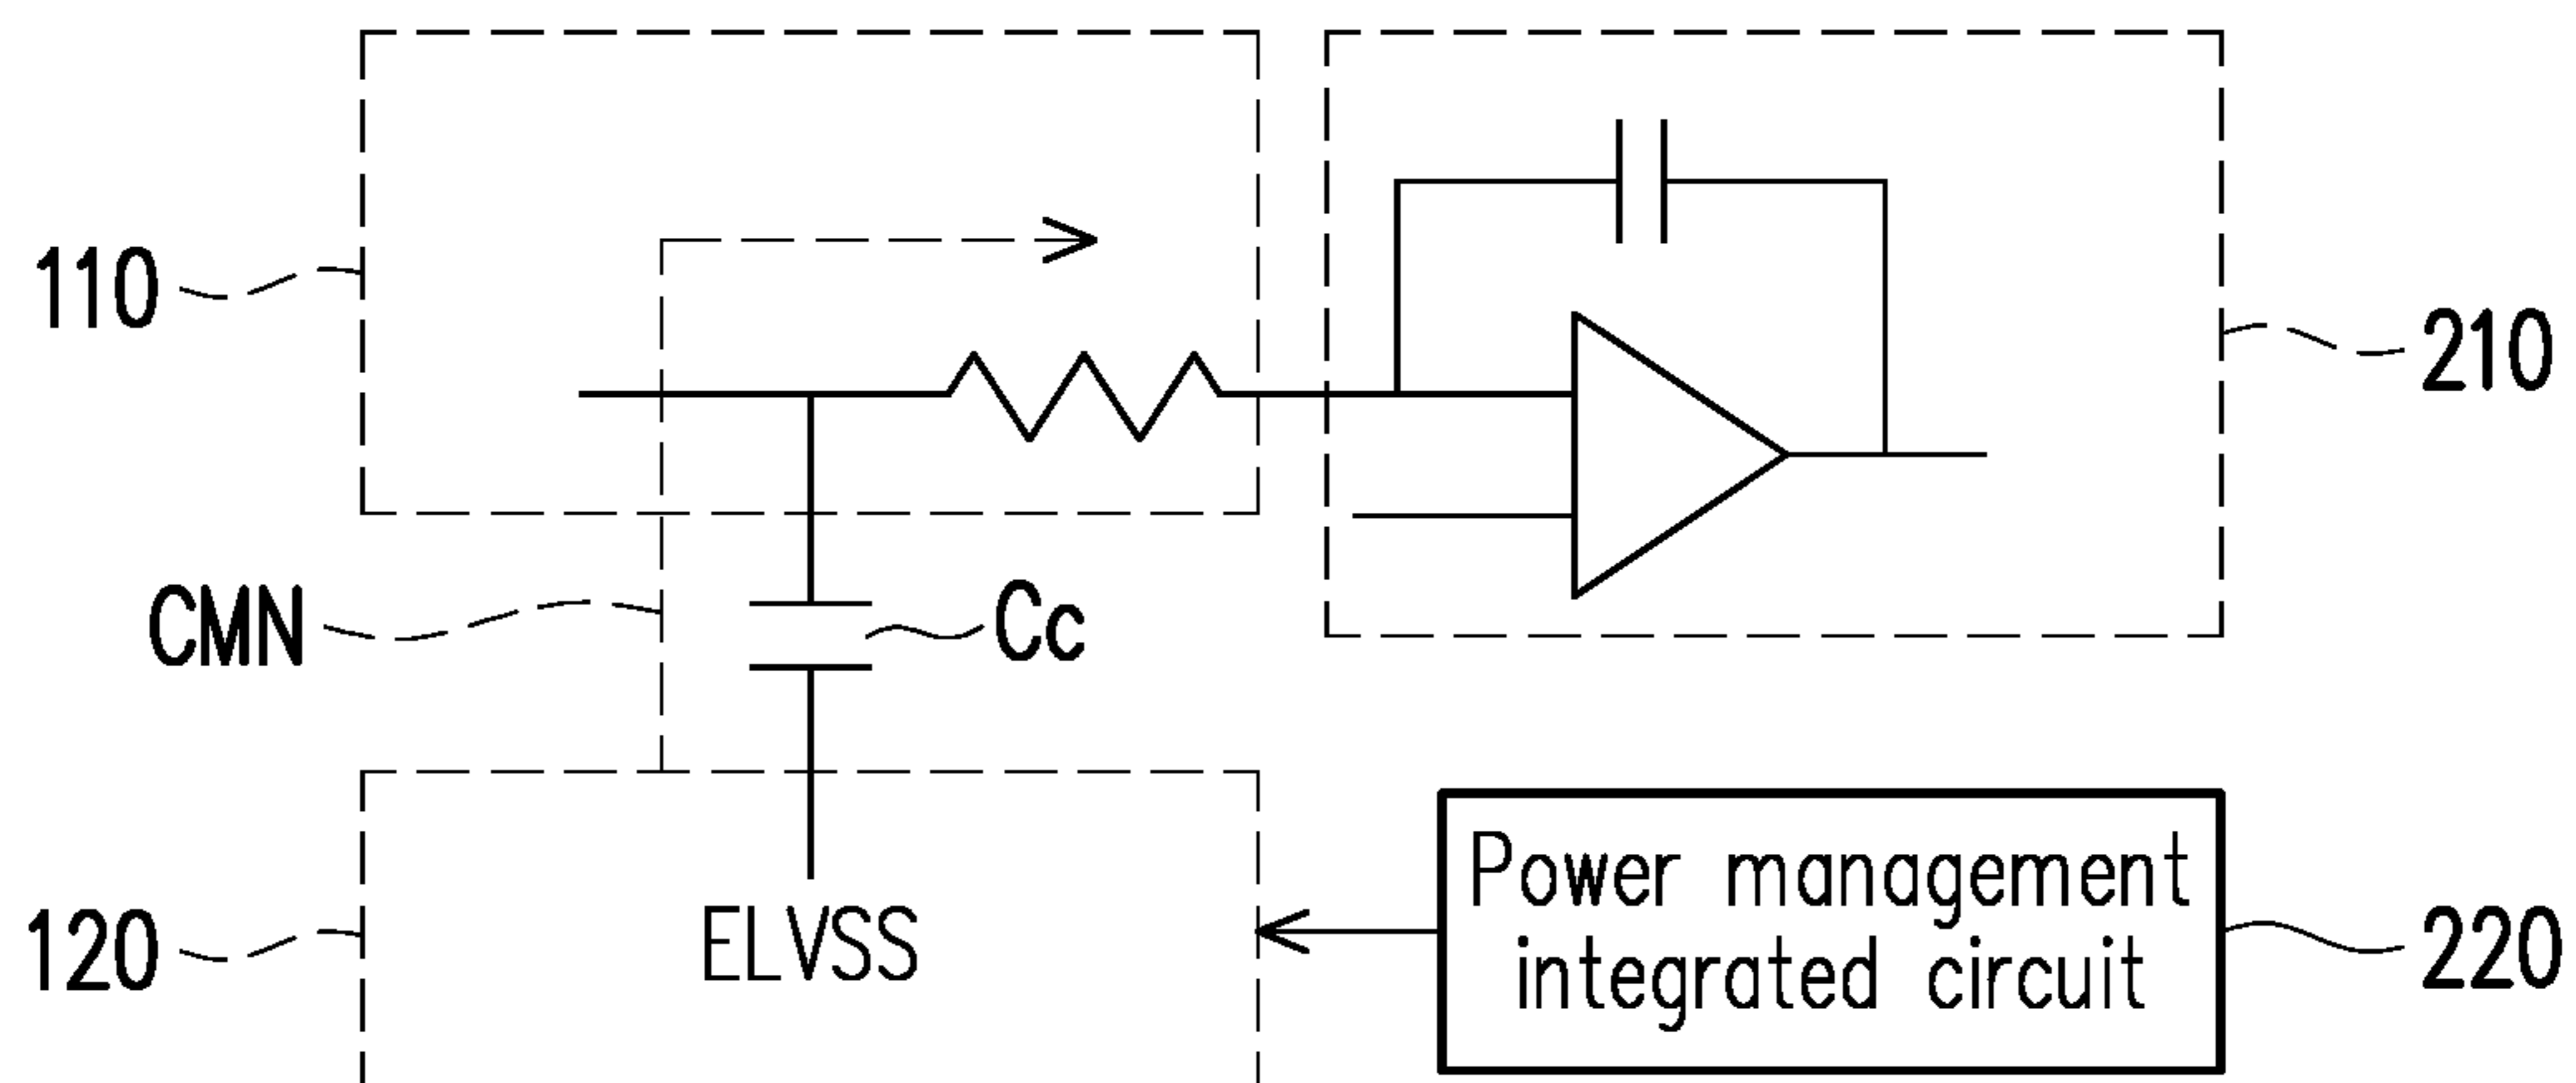 110
210
CMN
Cc
120
ELVSS
Power management
integrated circuit
220